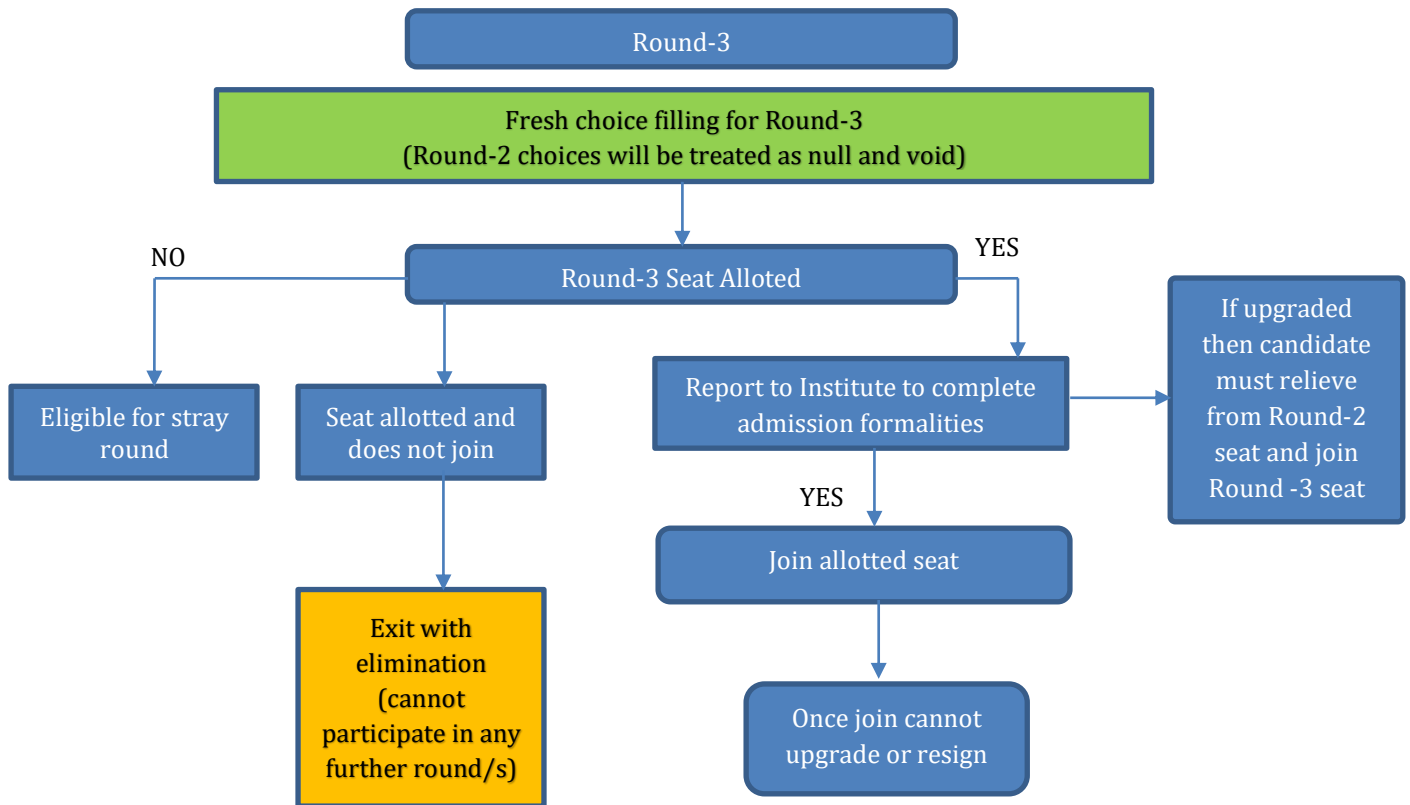 Round-3
Fresh choice filling for Round-3
(Round-2 choices will be treated as null and void)
NO
YES
Round-3 Seat Alloted
If upgraded
then candidate
must relieve
from Round-2
seat and join
Round -3 seat
Eligible for stray
round
Seat allotted and
does not join
Report to Institute to complete
admission formalities
YES
Join allotted seat
Exit with
elimination
(cannot
participate in any
further round/s)
Once join cannot
upgrade or resign